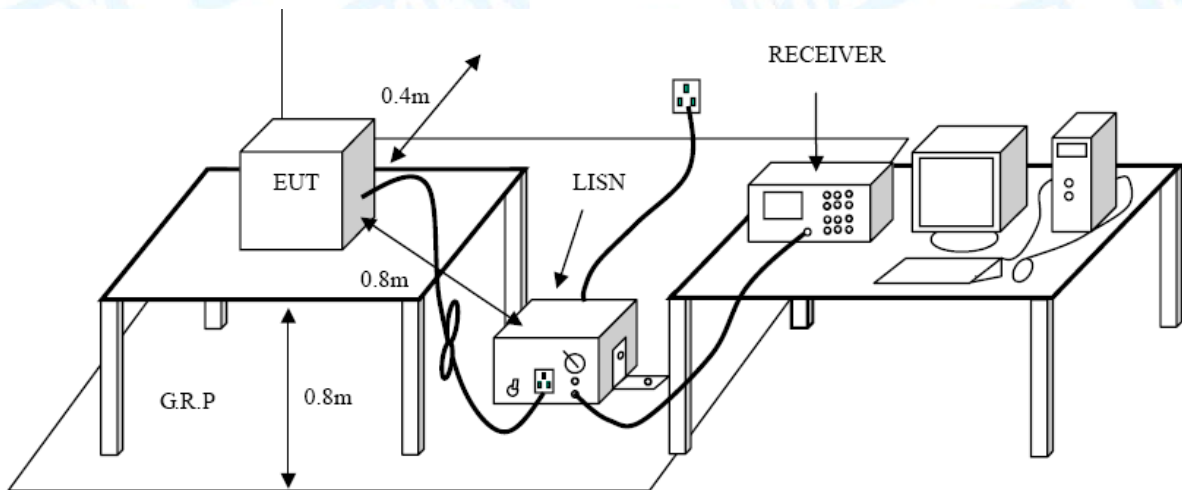 RECEIVER
0.4m
EUT
LISN
0.8m
G.R.P
0.8m